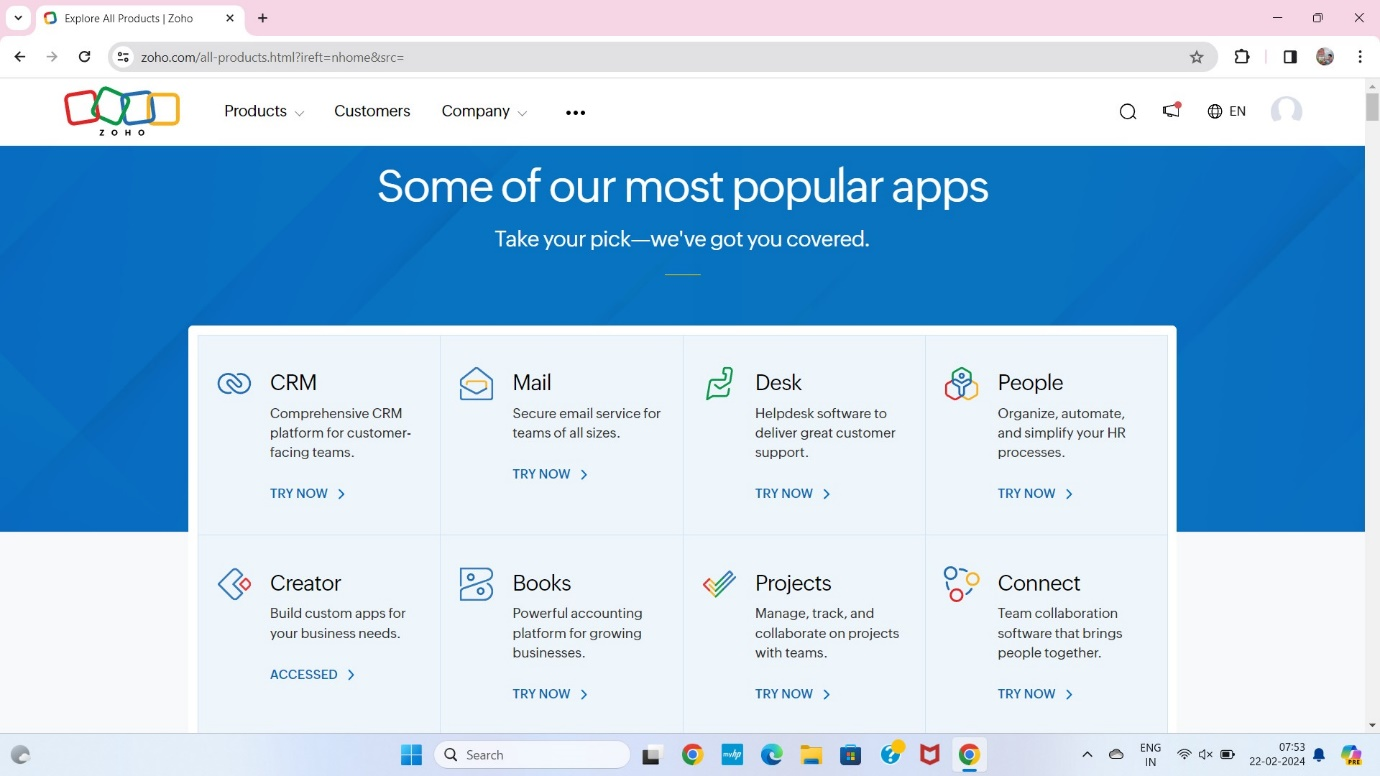 Explore All Products | Zoho
zoho.com/all-products.html?ireft=nhome&src=
ZOHO
Products
Customers
Company
EN
Some of our most popular apps
Take your pick—we've got you covered.
CRM
Comprehensive CRM
platform for customer-
facing teams.
TRY NOW
Mail
Secure email service for
teams of all sizes.
TRY NOW
Desk
Helpdesk software to
deliver great customer
support.
TRY NOW
People
Organize, automate,
and simplify your HR
processes.
TRY NOW
Creator
Build custom apps for
your business needs.
ACCESSED
Books
Powerful accounting
platform for growing
businesses.
TRY NOW
Projects
Manage, track, and
collaborate on projects
with teams.
TRY NOW
Connect
Team collaboration
software that brings
people together.
TRY NOW
Search
myhp
ENG
IN
07:53
22-02-2024
PRE